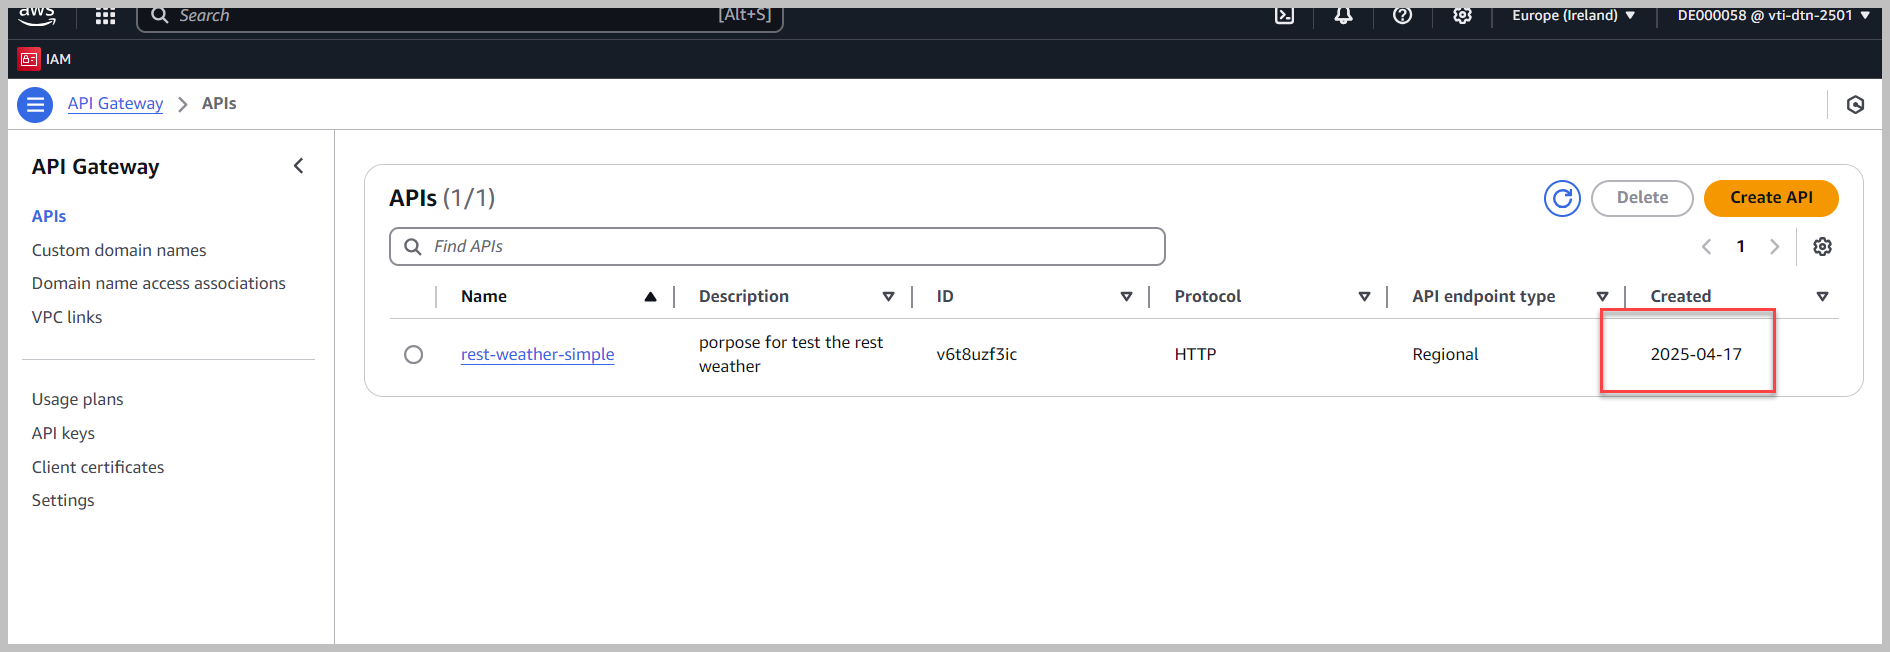 aws
Search [Alt+S] Europe (Ireland) DE000058 @ vti-dtn-2501
IAM
API Gateway APIs
API Gateway
APIs
Custom domain names
Domain name access associations
VPC links
Usage plans
API keys
Client certificates
Settings
APIs (1/1) Delete Create API
Find APIs 1
Name Description ID Protocol API endpoint type Created
rest-weather-simple porpose for test the rest v6t8uzf3ic HTTP Regional 2025-04-17
weather